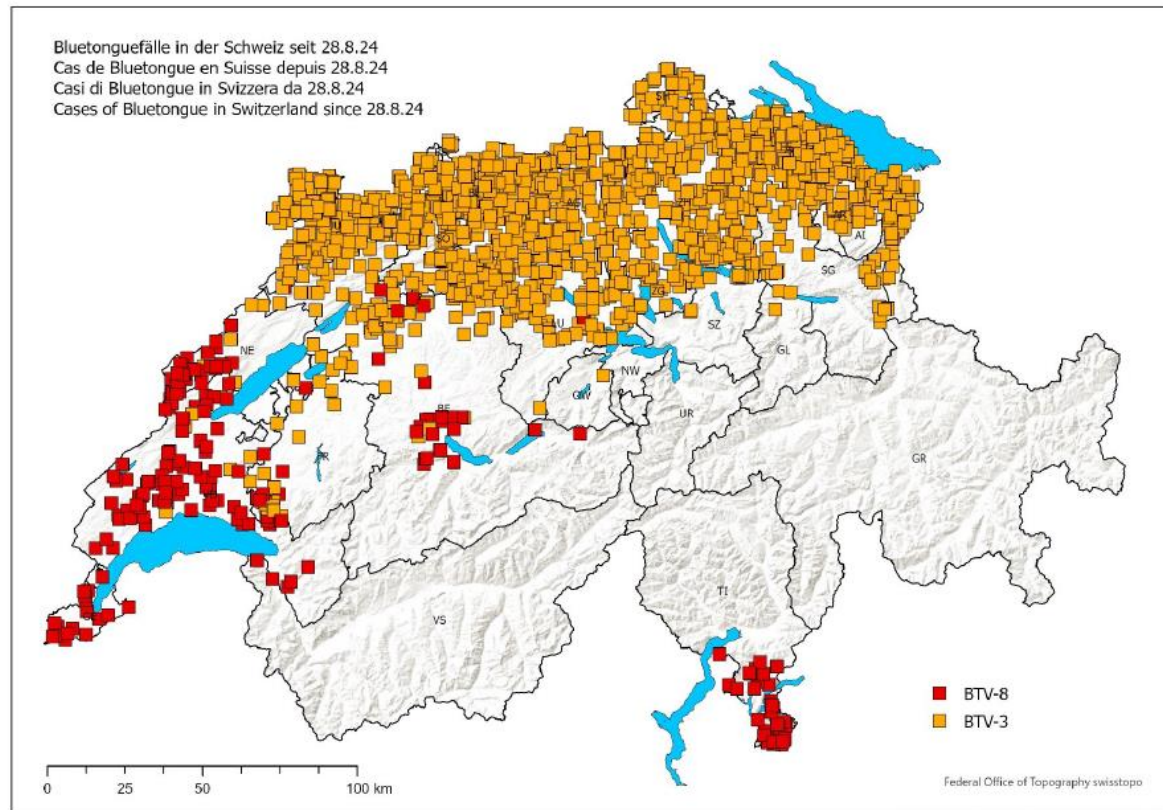 Bluetonguefälle in der Schweiz seit 28.8.24
Cas de Bluetongue en Suisse depuis 28.8.24
Casi di Bluetongue in Svizzera da 28.8.24
Cases of Bluetongue in Switzerland since 28.8.24
SH
AI
SG
NE
SZ
GL
NW
OW
UR
BE
FR
GR
TI
VS
BTV-8
BTV-3
0 25 50 100 km
Federal Office of Topography swisstopo